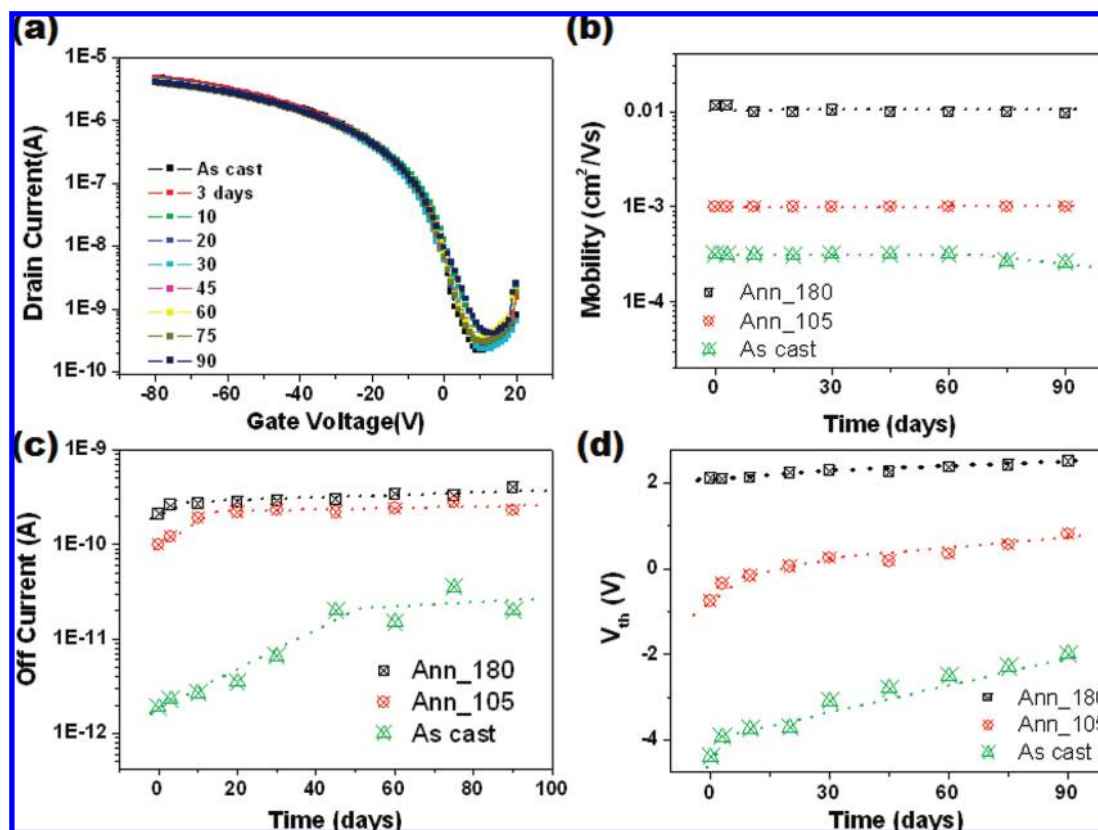 (a)
1E-5
1E-6
1E-7
1E-8
1E-9
1E-10
Drain Current(A)
As cast
3 days
10
20
30
45
60
75
90
-80 -60 -40 -20 0 20
Gate Voltage(V)
(b)
0.01
1E-3
1E-4
Mobility (cm²/Vs)
Ann_180
Ann_105
As cast
0 30 60 90
Time (days)
(c)
1E-9
1E-10
1E-11
1E-12
Off Current (A)
Ann_180
Ann_105
As cast
0 20 40 60 80 100
Time (days)
(d)
2
0
-2
-4
V_th (V)
Ann_180
Ann_105
As cast
0 30 60 90
Time (days)